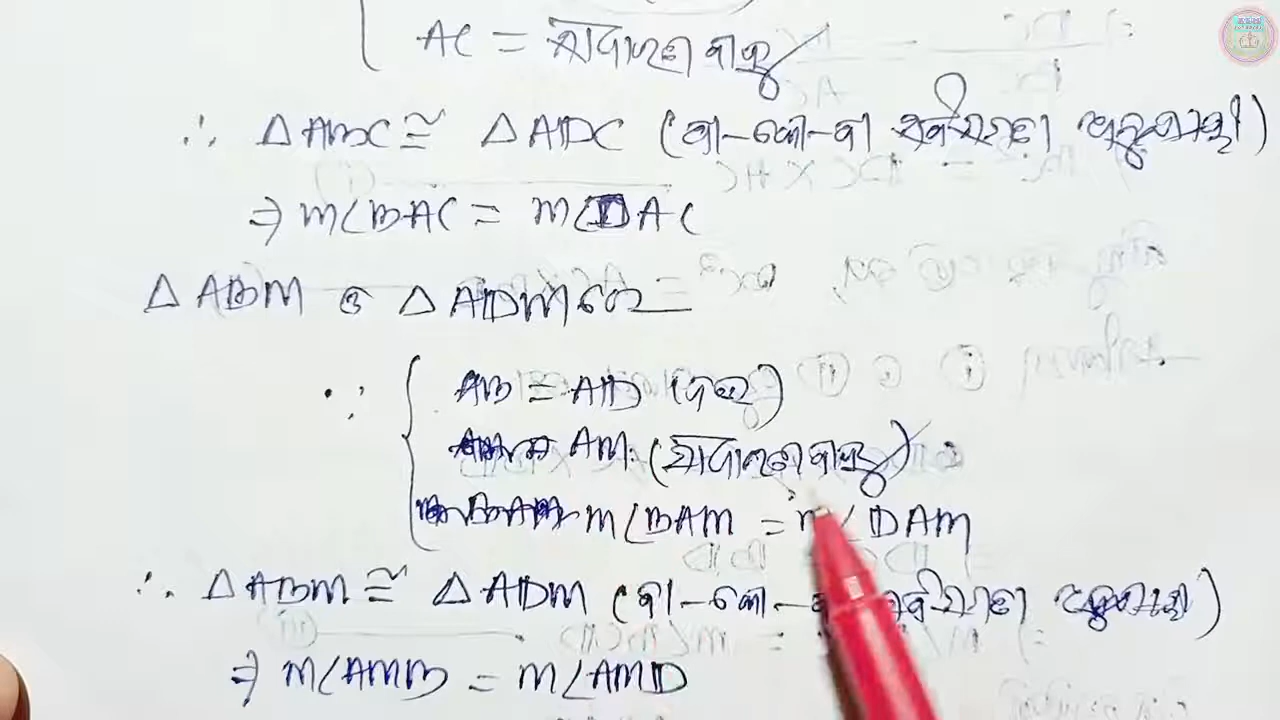 AC = ସାଧାରଣ ବାହୁ
∴ △ABC ≅ △ADC (ବା-କୋ-ବା ସର୍ବସମତା ଅନୁଯାୟୀ)
⇒ m∠BAC = m∠DAC
△ABM ଓ △ADM ରେ
∵ { AB = AD (ଦତ୍ତ)
AM (ସାଧାରଣ ବାହୁ)
m∠BAM = m∠DAM
∴ △ABM ≅ △ADM (ବା-କୋ- ସର୍ବସମତା ଅନୁଯାୟୀ)
⇒ m∠AMB = m∠AMD